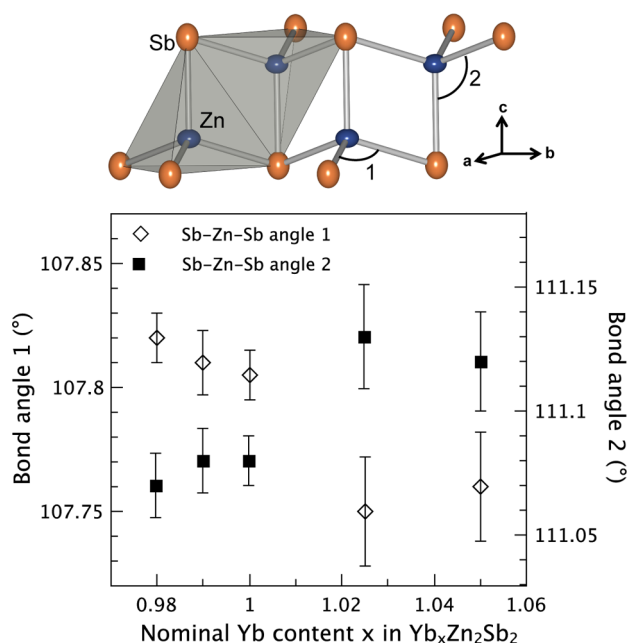 Sb
Zn
2
1
c
a
b
Sb–Zn–Sb angle 1
Sb–Zn–Sb angle 2
Bond angle 1 (°)
107.85
107.8
107.75
Bond angle 2 (°)
111.15
111.1
111.05
0.98
1
1.02
1.04
1.06
Nominal Yb content x in YbₓZn₂Sb₂